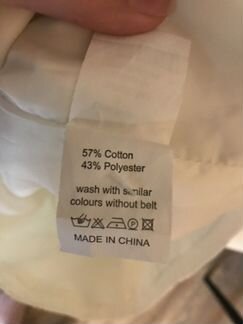 57% Cotton
43% Polyester
wash with similar
colours without belt
MADE IN CHINA